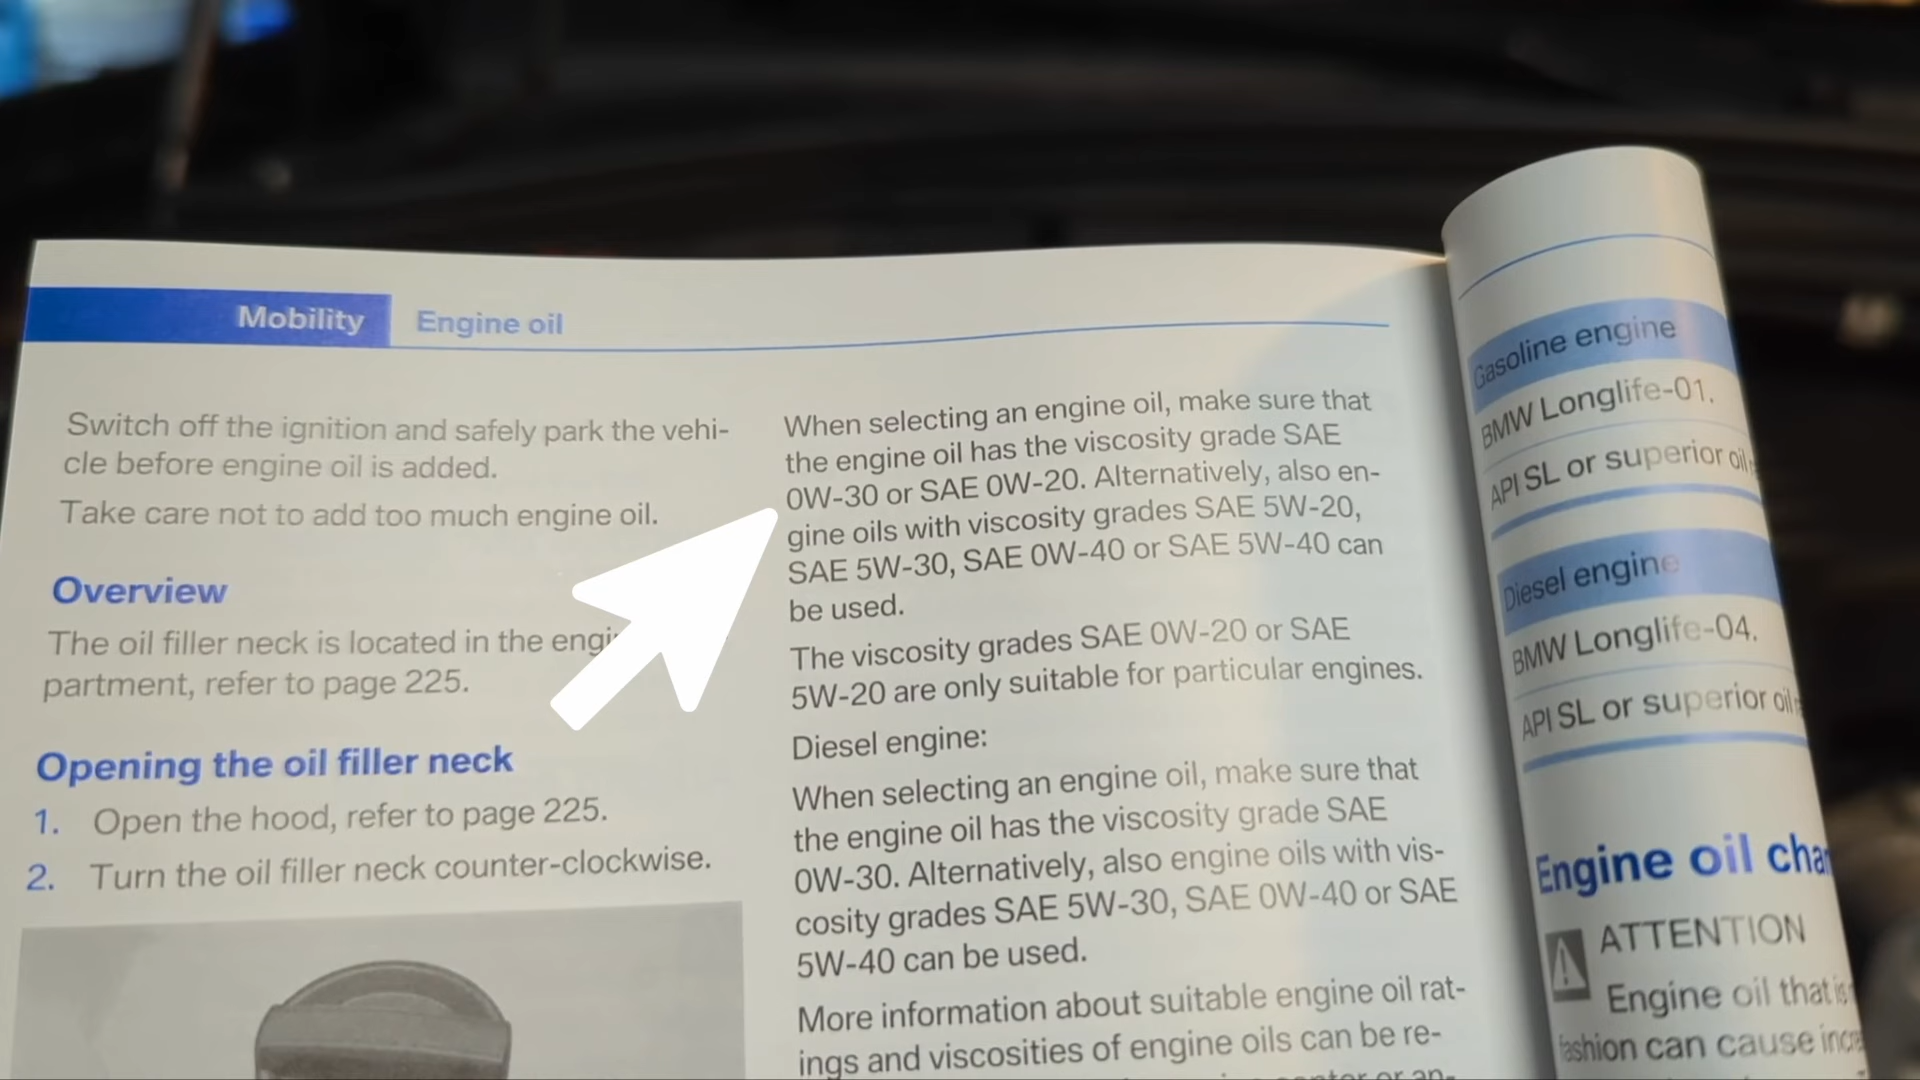 Mobility
Engine oil
Switch off the ignition and safely park the vehi-
cle before engine oil is added.
Take care not to add too much engine oil.
Overview
The oil filler neck is located in the
partment, refer to page 225.
Opening the oil filler neck
1. Open the hood, refer to page 225.
2. Turn the oil filler neck counter-clockwise.
When selecting an engine oil, make sure that
the engine oil has the viscosity grade SAE
0W-30 or SAE 0W-20. Alternatively, also en-
gine oils with viscosity grades SAE 5W-20,
SAE 5W-30, SAE 0W-40 or SAE 5W-40 can
be used.
The viscosity grades SAE 0W-20 or SAE
5W-20 are only suitable for particular engines.
Diesel engine:
When selecting an engine oil, make sure that
the engine oil has the viscosity grade SAE
0W-30. Alternatively, also engine oils with vis-
cosity grades SAE 5W-30, SAE 0W-40 or SAE
5W-40 can be used.
More information about suitable engine oil rat-
ings and viscosities of engine oils can be re-
Gasoline engine
BMW Longlife-01.
API SL or superior oil
Diesel engine
BMW Longlife-04.
API SL or superior oil
Engine oil
ATTENTION
Engine oil that
can cause